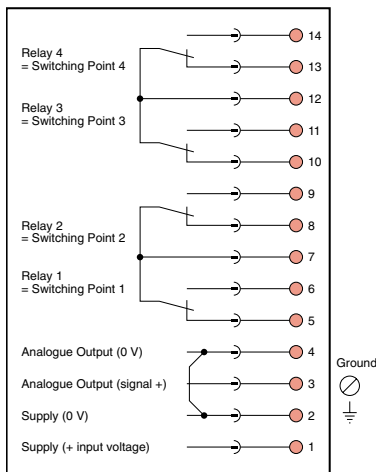 14
Relay 4
= Switching Point 4
13
12
Relay 3
= Switching Point 3
11
10
9
Relay 2
= Switching Point 2
8
7
Relay 1
= Switching Point 1
6
5
Analogue Output (0 V)
4
Ground
Analogue Output (signal +)
3
Supply (0 V)
2
Supply (+ input voltage)
1